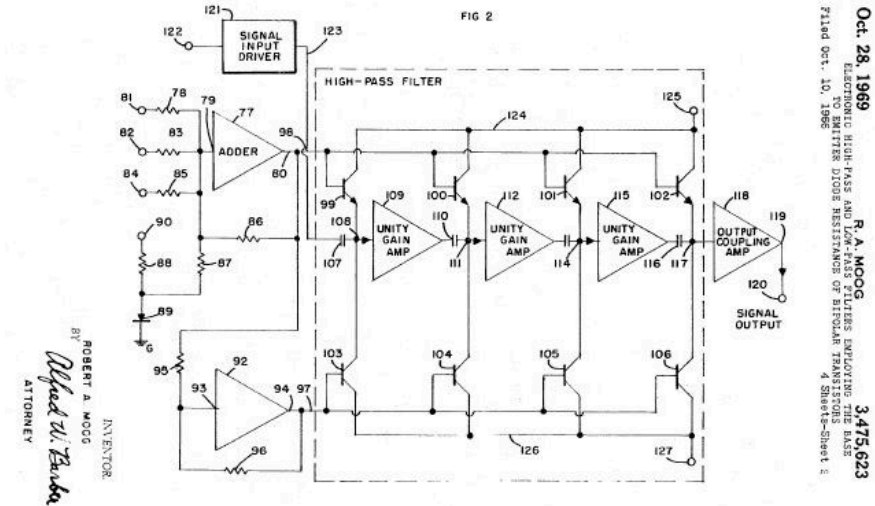 FIG 2
121
122
SIGNAL
INPUT
DRIVER
123
HIGH-PASS FILTER
81
78
79
77
98
125
124
82
83
ADDER
80
84
85
99
100
101
102
109
112
115
118
119
90
86
108
110
UNITY
GAIN
AMP
UNITY
GAIN
AMP
UNITY
GAIN
AMP
OUTPUT
COUPLING
AMP
107
111
114
116
117
88
87
120
SIGNAL
OUTPUT
89
G
103
104
105
106
95
92
93
94
97
96
126
127
Oct. 28, 1969
R. A. MOOG
3,475,623
ELECTRONIC HIGH-PASS AND LOW-PASS FILTERS EMPLOYING THE BASE
TO EMITTER DIODE RESISTANCE OF BIPOLAR TRANSISTORS
Filed Oct. 10, 1966
4 Sheets-Sheet 2
INVENTOR.
ROBERT A. MOOG
BY
Alfred W. Barber
ATTORNEY